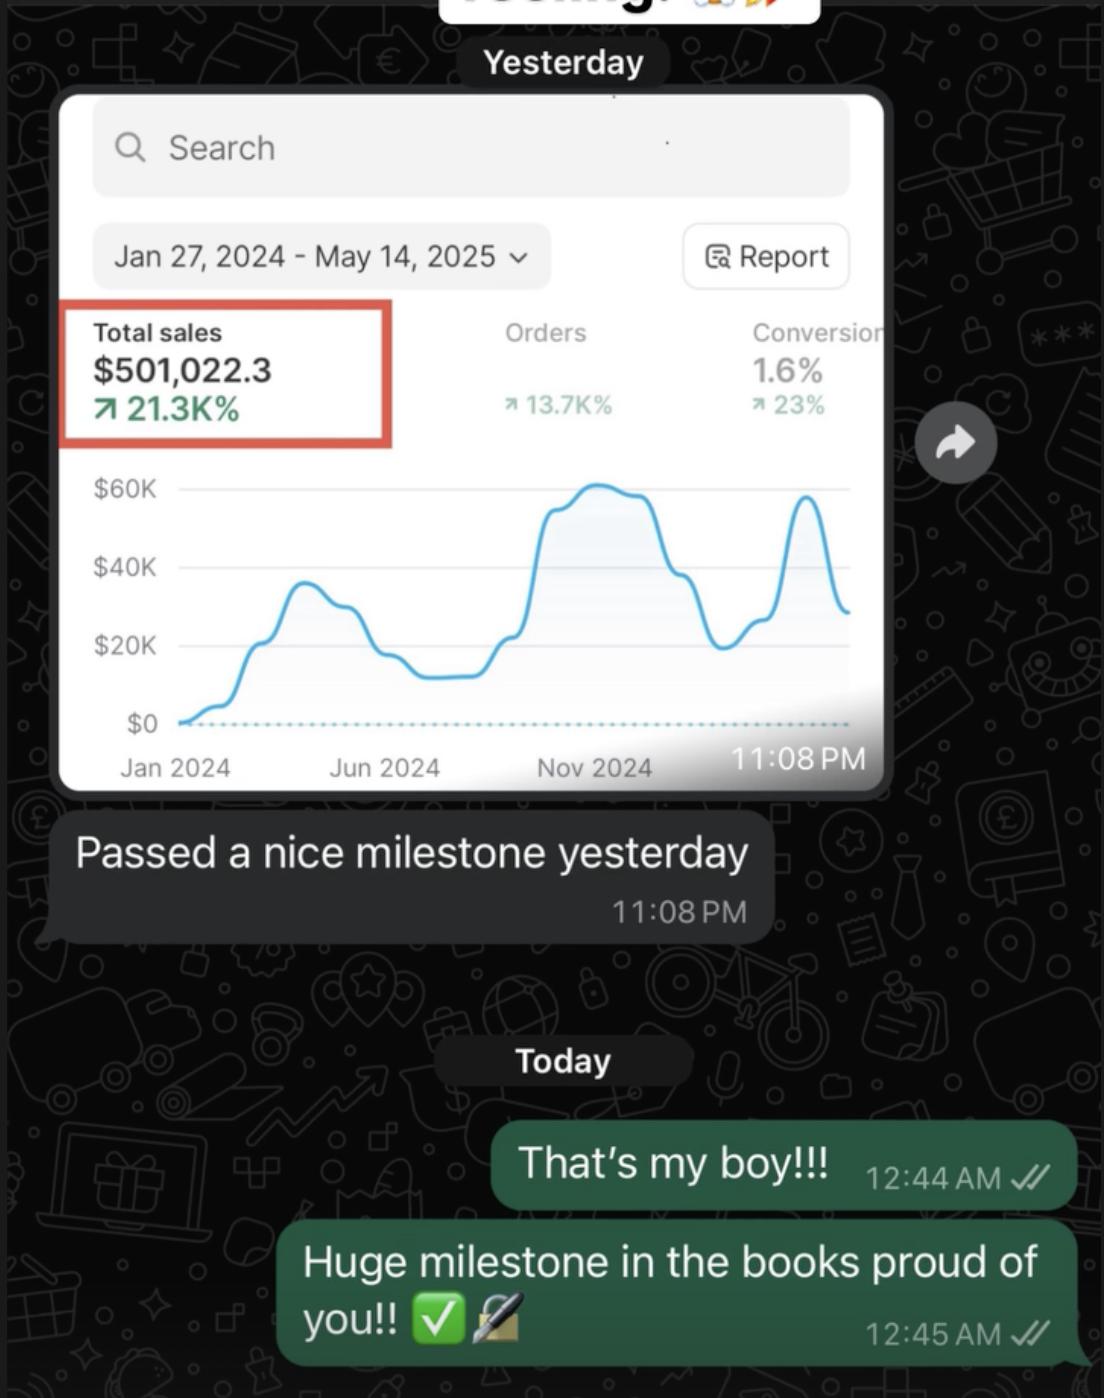 Yesterday
Search
Jan 27, 2024 - May 14, 2025
Report
Total sales
Orders
Conversion
$501,022.3
1.6%
21.3K%
13.7K%
23%
$60K
$40K
$20K
$0
Jan 2024
Jun 2024
Nov 2024
11:08 PM
Passed a nice milestone yesterday
11:08 PM
Today
That's my boy!!!
12:44 AM
Huge milestone in the books proud of
you!! ✅🔏
12:45 AM